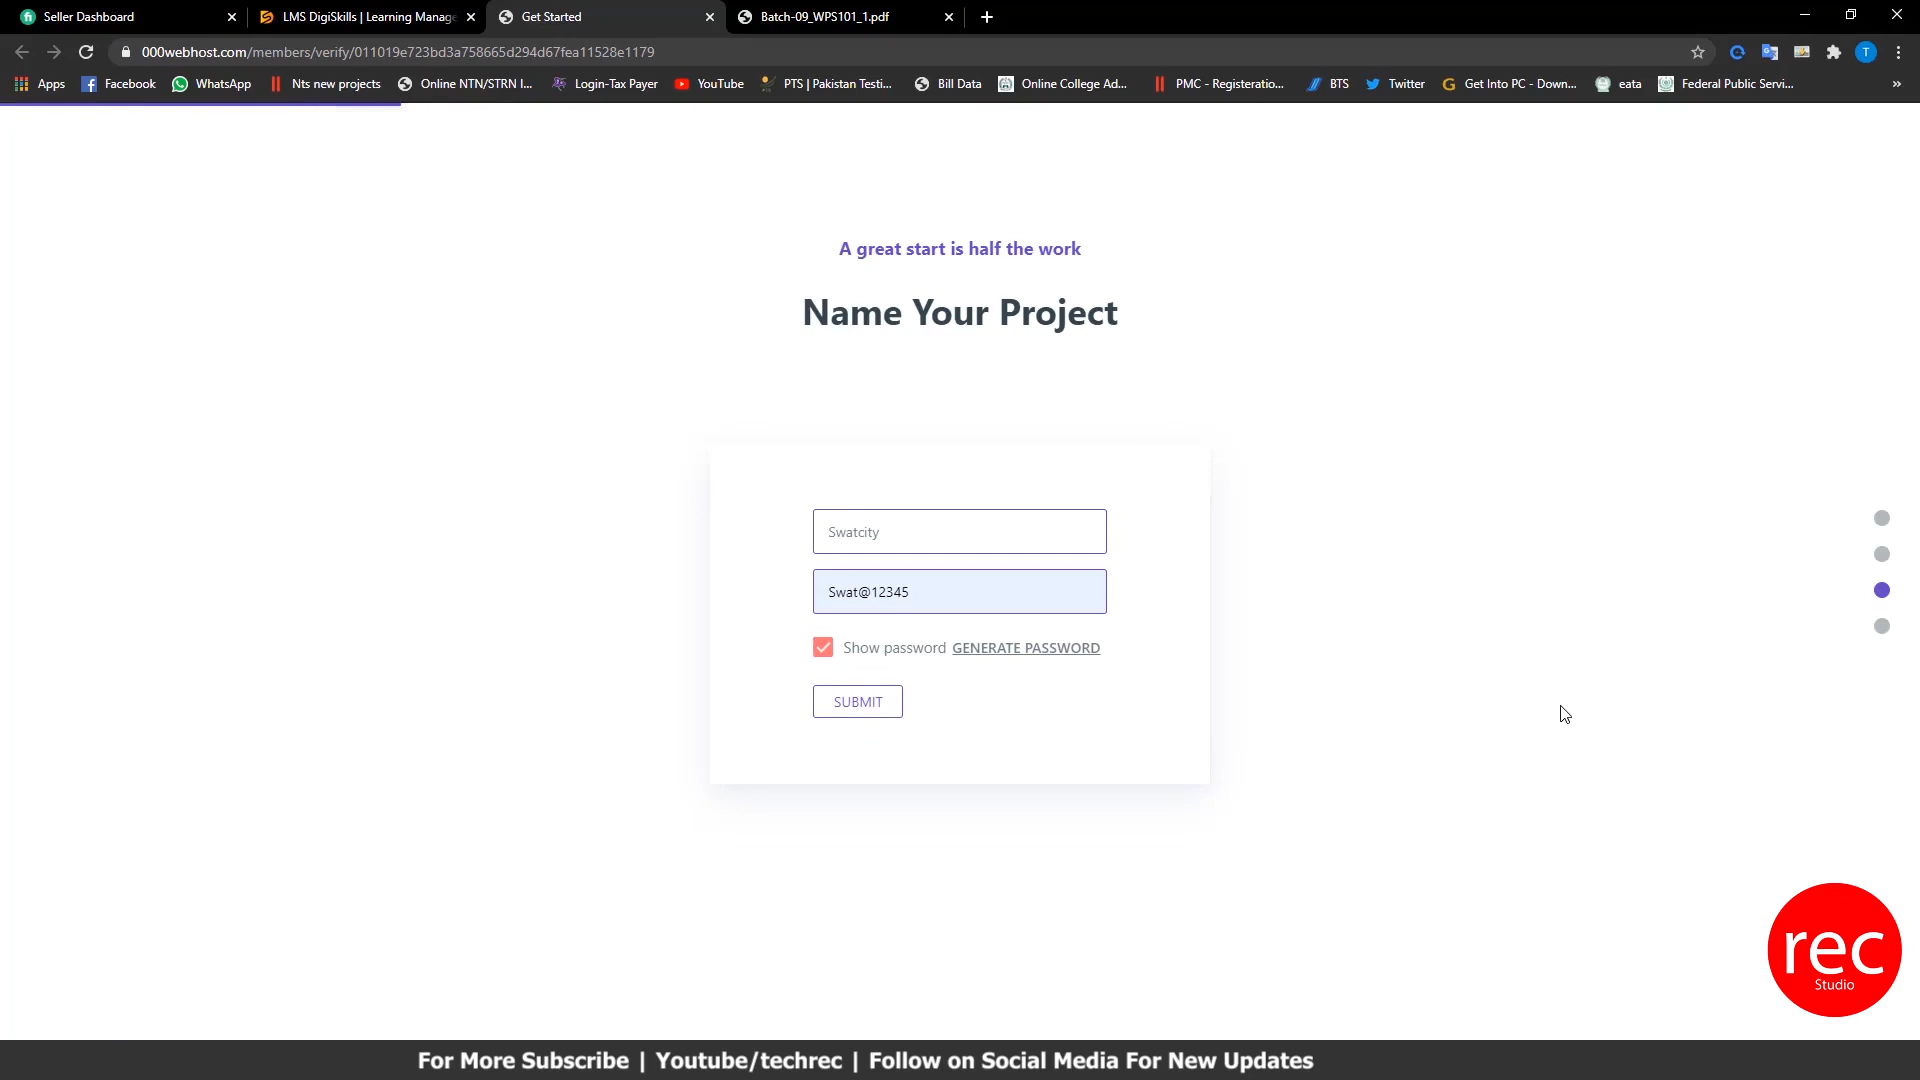 Seller Dashboard
LMS DigiSkills | Learning Manage
Get Started
Batch-09_WPS101_1.pdf
000webhost.com/members/verify/011019e723bd3a758665d294d67fea11528e1179
T
Apps
Facebook
WhatsApp
Nts new projects
Online NTN/STRN I...
Login-Tax Payer
YouTube
PTS | Pakistan Testi...
Bill Data
Online College Ad...
PMC - Registeratio...
BTS
Twitter
Get Into PC - Down...
eata
Federal Public Servi...
A great start is half the work
Name Your Project
Swatcity
Swat@12345
Show password GENERATE PASSWORD
SUBMIT
rec
Studio
For More Subscribe | Youtube/techrec | Follow on Social Media For New Updates